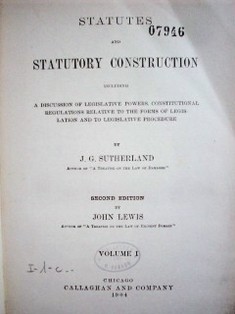 STATUTES
07946
AND
STATUTORY CONSTRUCTION
INCLUDING
A DISCUSSION OF LEGISLATIVE POWERS, CONSTITUTIONAL
REGULATIONS RELATIVE TO THE FORMS OF LEGIS-
LATION AND TO LEGISLATIVE PROCEDURE
BY
J. G. SUTHERLAND
AUTHOR OF "A TREATISE ON THE LAW OF DAMAGES"
SECOND EDITION
BY
JOHN LEWIS
AUTHOR OF "A TREATISE ON THE LAW OF EMINENT DOMAIN"
VOLUME I
CHICAGO
CALLAGHAN AND COMPANY
1904